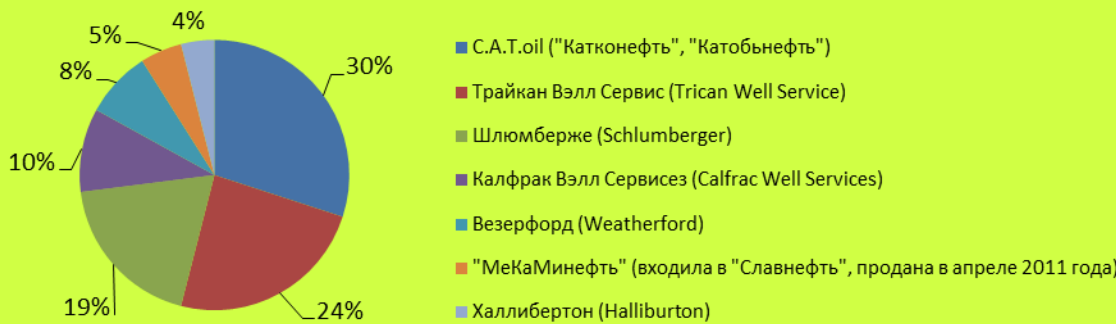 4%
5%
8%
10%
19%
24%
30%
C.A.T.oil ("Катконефть", "Катобьнефть")
Трайкан Вэлл Сервис (Trican Well Service)
Шлюмберже (Schlumberger)
Калфрак Вэлл Сервисез (Calfrac Well Services)
Везерфорд (Weatherford)
"МеКаМинефть" (входила в "Славнефть", продана в апреле 2011 года)
Халлибертон (Halliburton)